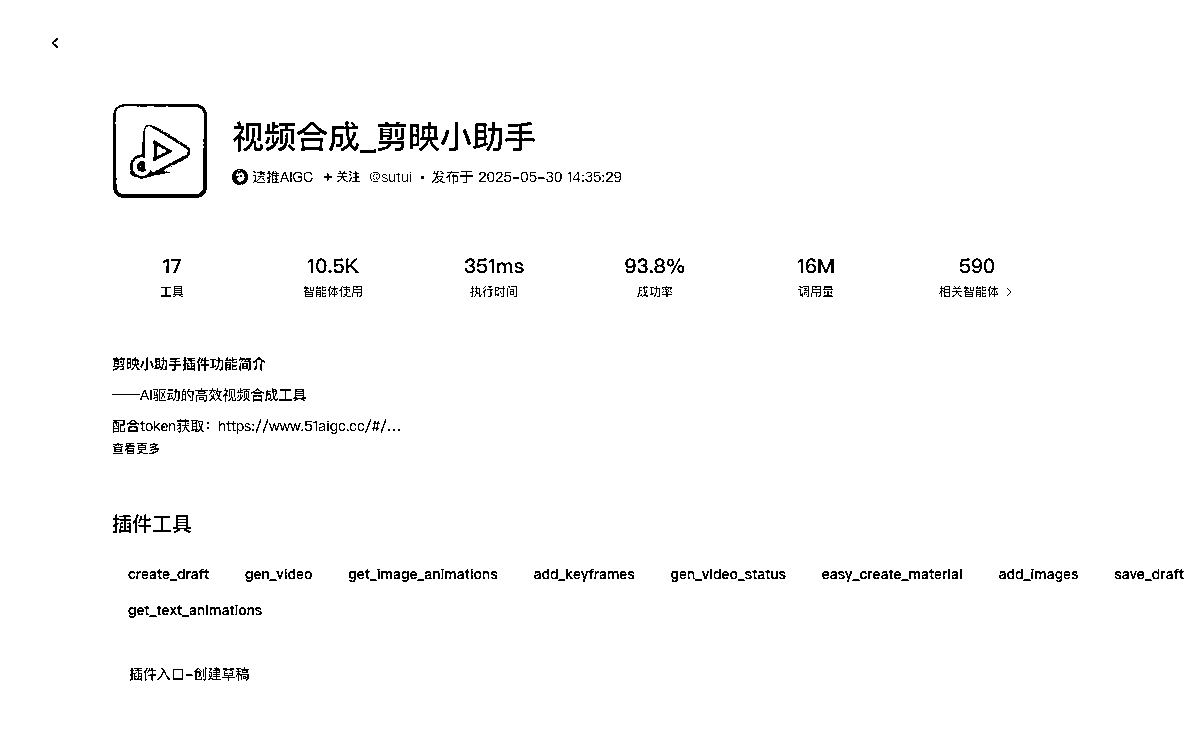 视频合成_剪映小助手
速推AIGC + 关注 @sutui • 发布于 2025-05-30 14:35:29
17 10.5K 351ms 93.8% 16M 590
工具 智能体使用 执行时间 成功率 调用量 相关智能体 >
剪映小助手插件功能简介
——AI驱动的高效视频合成工具
配合token获取：https://www.51aigc.cc/#/...
查看更多
插件工具
create_draft gen_video get_image_animations add_keyframes gen_video_status easy_create_material add_images save_draft
get_text_animations
插件入口-创建草稿